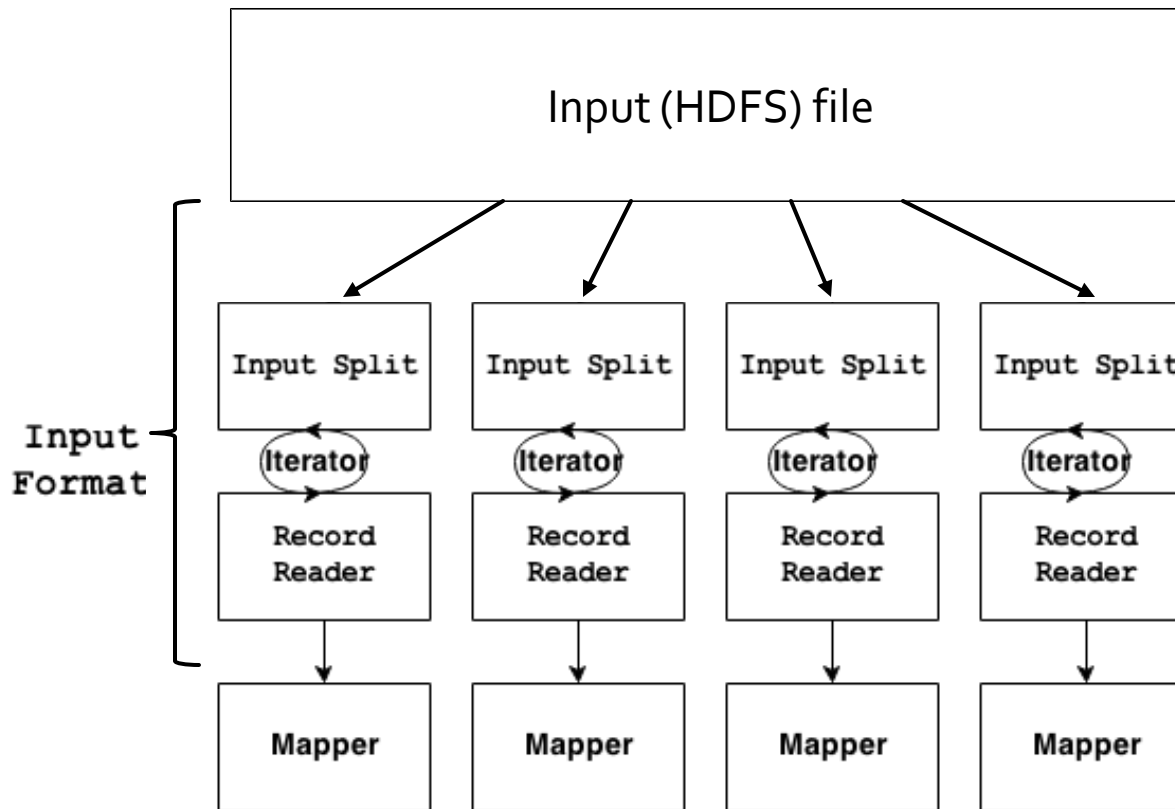 Input (HDFS) file
Input Split
Input Split
Input Split
Input Split
Input
Format
Iterator
Iterator
Iterator
Iterator
Record
Reader
Record
Reader
Record
Reader
Record
Reader
Mapper
Mapper
Mapper
Mapper